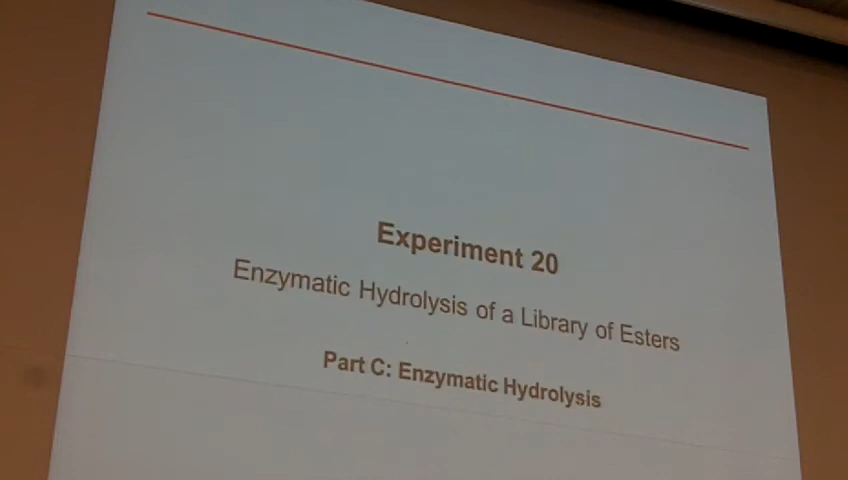 Experiment 20
Enzymatic Hydrolysis of a Library of Esters
Part C: Enzymatic Hydrolysis